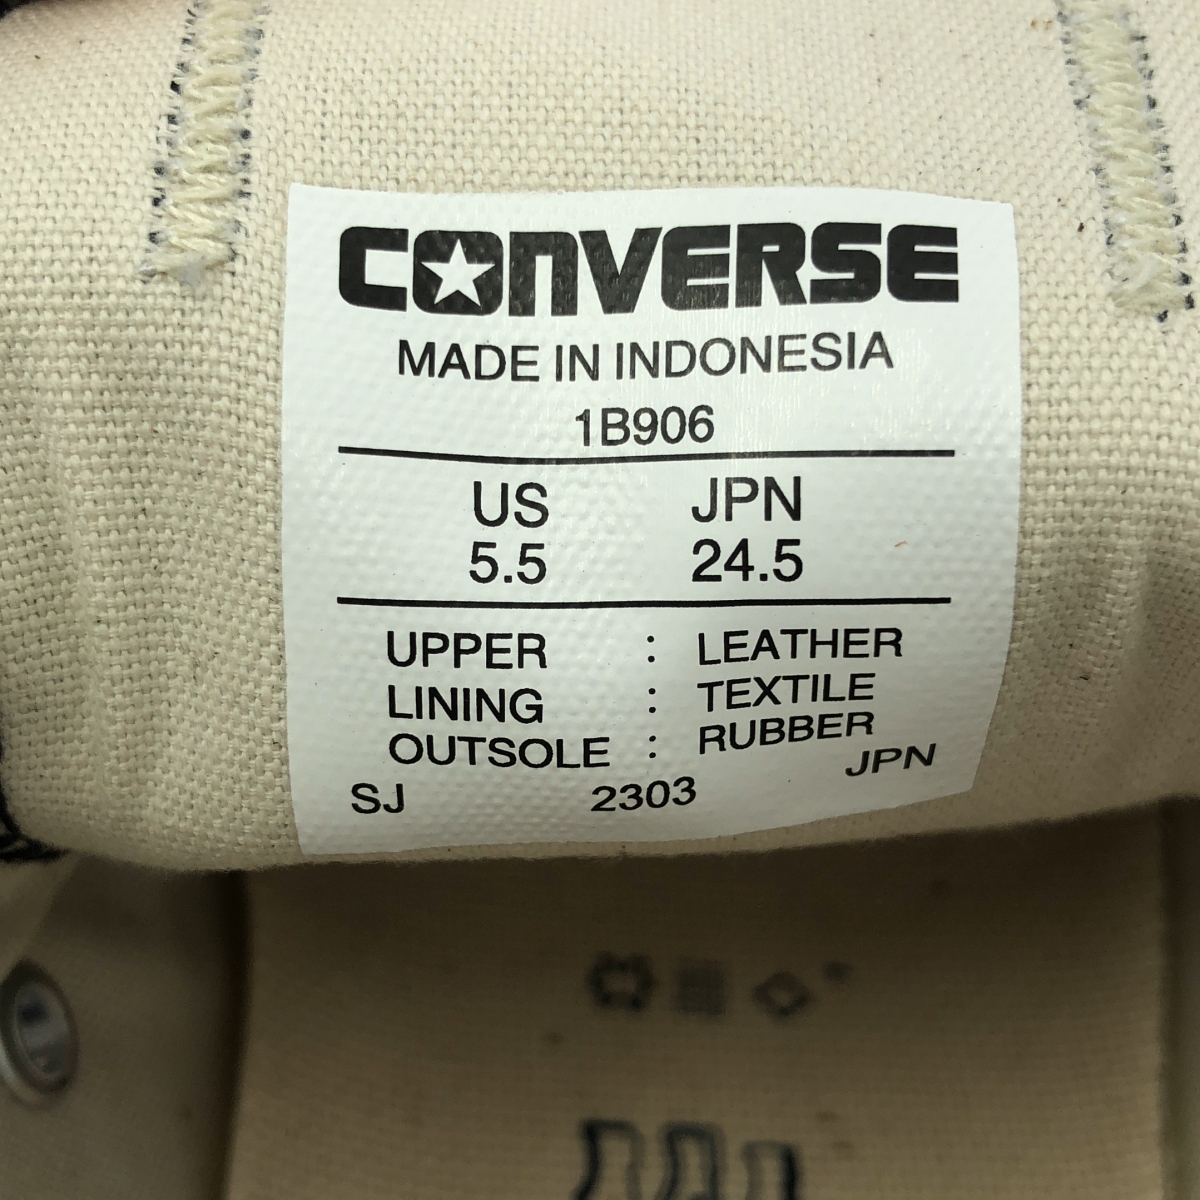 CONVERSE
MADE IN INDONESIA
1B906
US JPN
5.5 24.5
UPPER : LEATHER
LINING : TEXTILE
OUTSOLE : RUBBER
JPN
SJ 2303